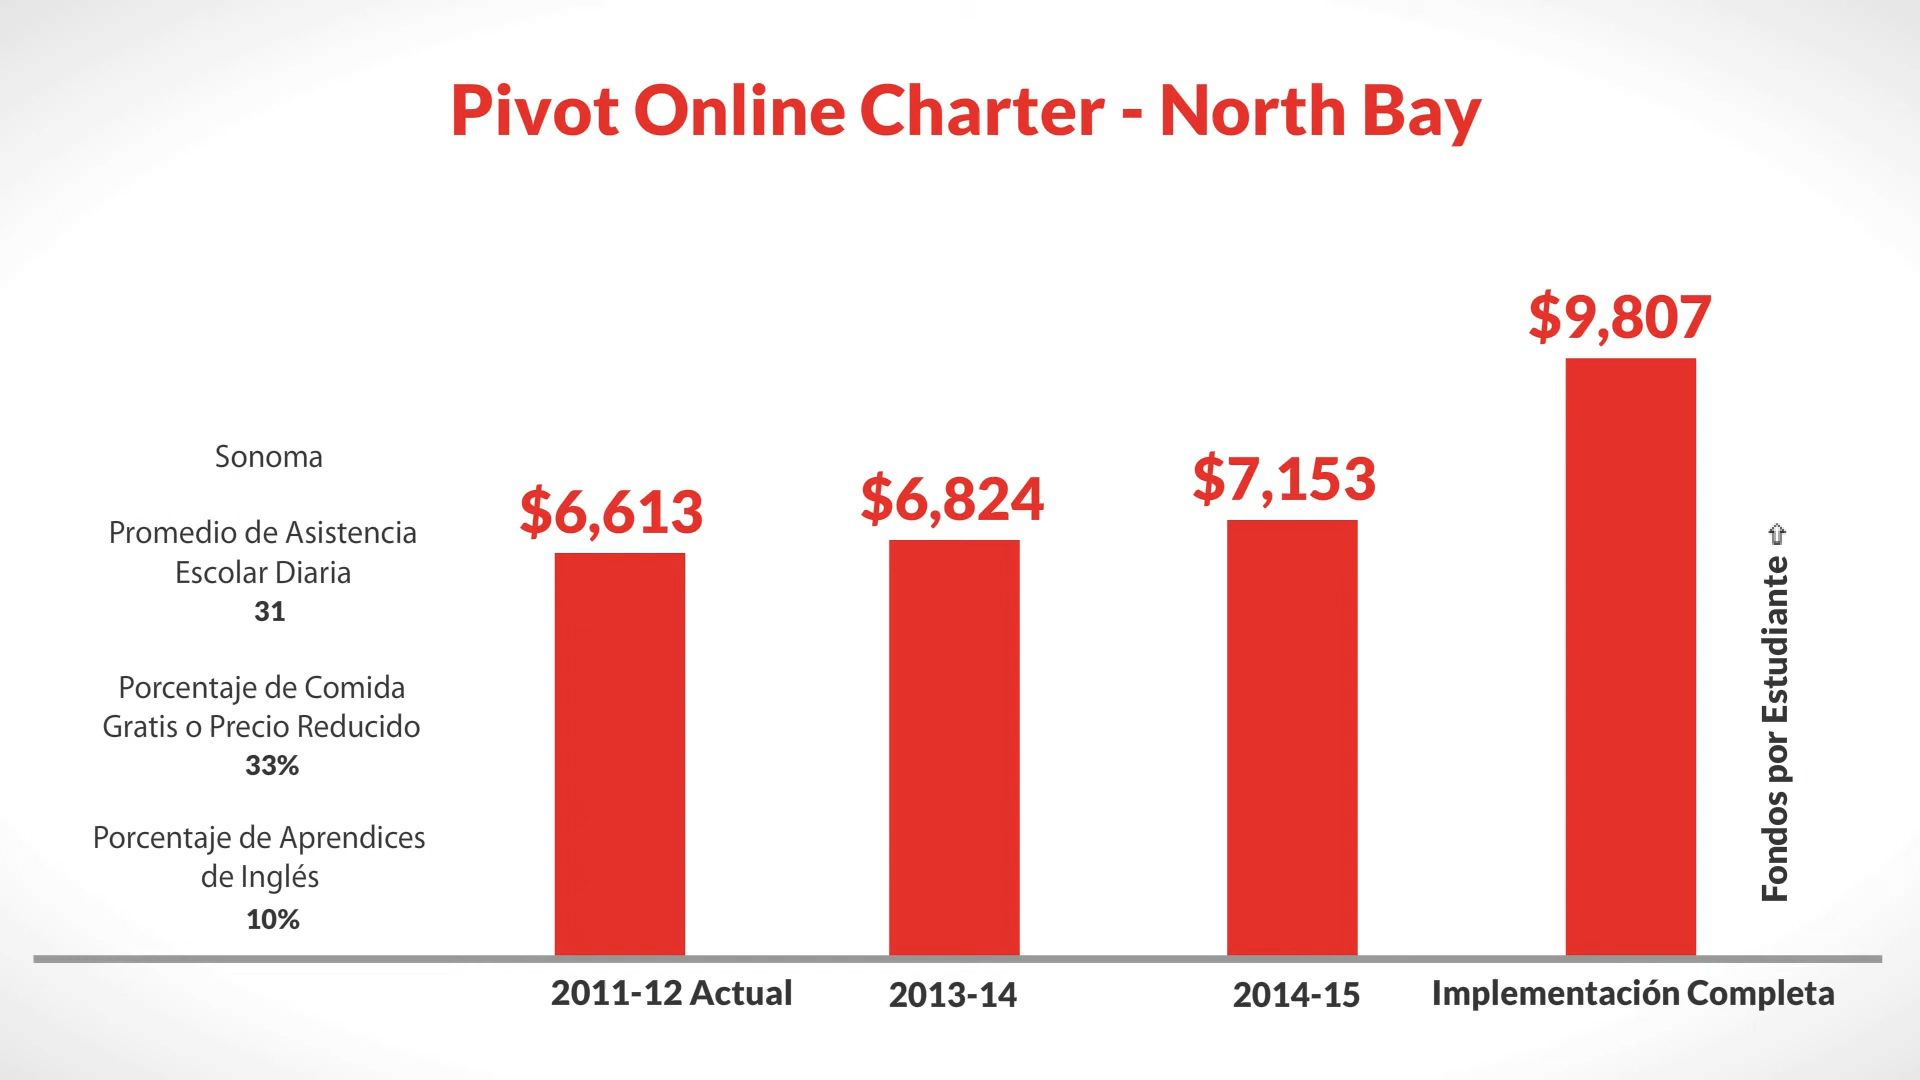 Pivot Online Charter - North Bay
Sonoma
Promedio de Asistencia
Escolar Diaria
31
Porcentaje de Comida
Gratis o Precio Reducido
33%
Porcentaje de Aprendices
de Inglés
10%
$6,613
$6,824
$7,153
$9,807
2011-12 Actual
2013-14
2014-15
Implementación Completa
Fondos por Estudiante ⇧